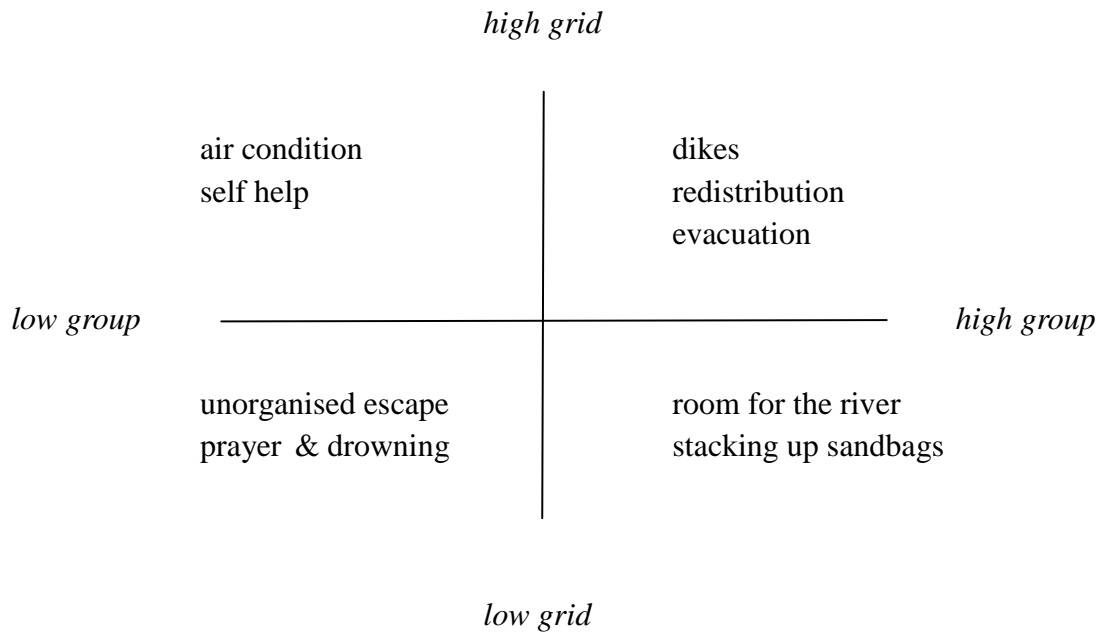 high grid
air condition
self help
dikes
redistribution
evacuation
low group
high group
unorganised escape
prayer & drowning
room for the river
stacking up sandbags
low grid